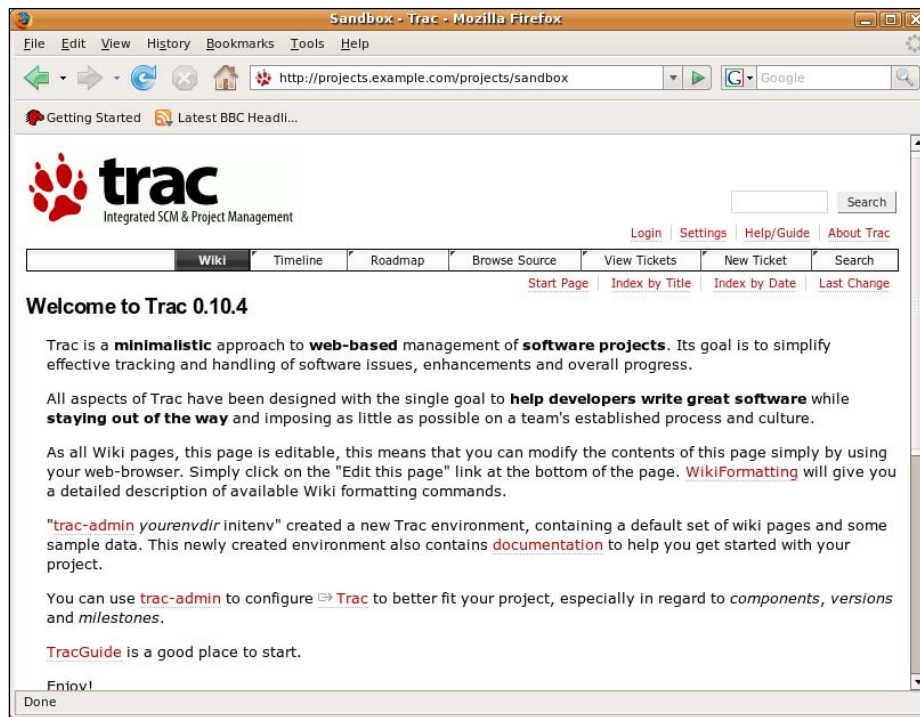 Sandbox - Trac - Mozilla Firefox
File Edit View History Bookmarks Tools Help
http://projects.example.com/projects/sandbox
G Google
Getting Started Latest BBC Headli...
trac
Integrated SCM & Project Management
Search
Login Settings Help/Guide About Trac
Wiki Timeline Roadmap Browse Source View Tickets New Ticket Search
Start Page Index by Title Index by Date Last Change
Welcome to Trac 0.10.4
Trac is a minimalistic approach to web-based management of software projects. Its goal is to simplify
effective tracking and handling of software issues, enhancements and overall progress.
All aspects of Trac have been designed with the single goal to help developers write great software while
staying out of the way and imposing as little as possible on a team's established process and culture.
As all Wiki pages, this page is editable, this means that you can modify the contents of this page simply by using
your web-browser. Simply click on the "Edit this page" link at the bottom of the page. WikiFormatting will give you
a detailed description of available Wiki formatting commands.
"trac-admin yourenvdir initenv" created a new Trac environment, containing a default set of wiki pages and some
sample data. This newly created environment also contains documentation to help you get started with your
project.
You can use trac-admin to configure Trac to better fit your project, especially in regard to components, versions
and milestones.
TracGuide is a good place to start.
Enjoy!
Done